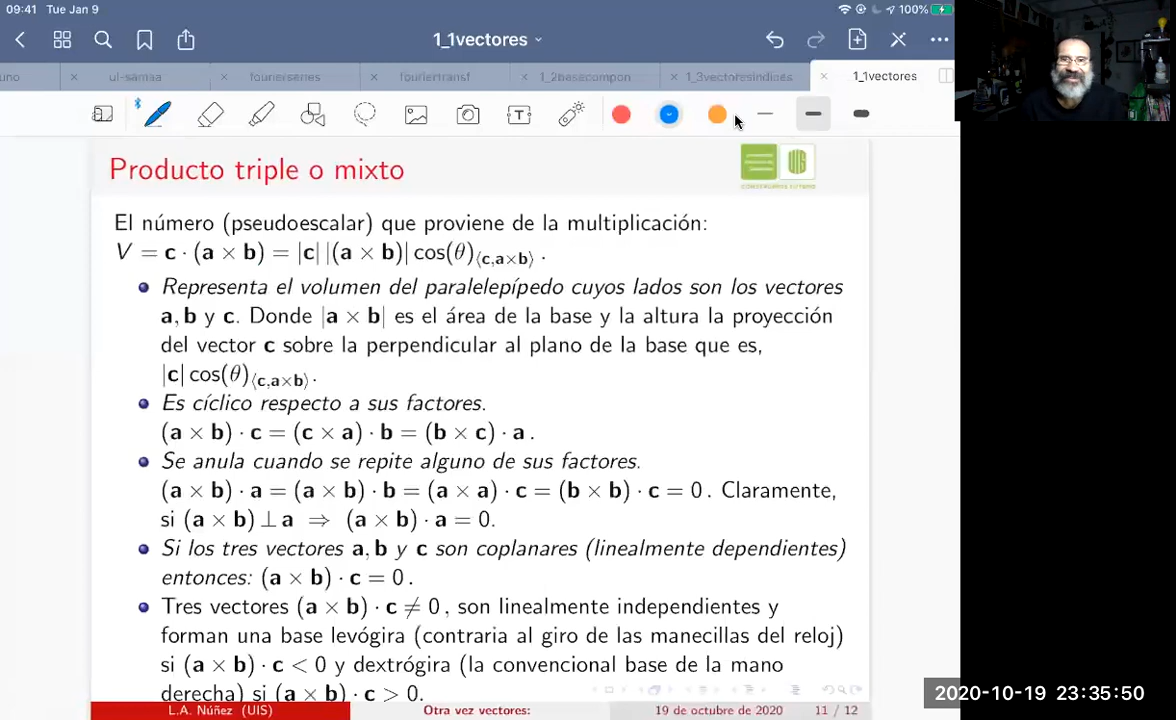 09:41 Tue Jan 9
100%
1_1vectores
uno
ul-samaa
fourierseries
fouriertransf
1_2basecompon
1_3vectoresindices
1_1vectores
Producto triple o mixto
El número (pseudoescalar) que proviene de la multiplicación:
V = c · (a × b) = |c| |(a × b)| cos(θ)⟨c,a×b⟩ .
Representa el volumen del paralelepípedo cuyos lados son los vectores
a, b y c. Donde |a × b| es el área de la base y la altura la proyección
del vector c sobre la perpendicular al plano de la base que es,
|c| cos(θ)⟨c,a×b⟩.
Es cíclico respecto a sus factores.
(a × b) · c = (c × a) · b = (b × c) · a .
Se anula cuando se repite alguno de sus factores.
(a × b) · a = (a × b) · b = (a × a) · c = (b × b) · c = 0 . Claramente,
si (a × b) ⊥ a ⇒ (a × b) · a = 0.
Si los tres vectores a, b y c son coplanares (linealmente dependientes)
entonces: (a × b) · c = 0 .
Tres vectores (a × b) · c ≠ 0 , son linealmente independientes y
forman una base levógira (contraria al giro de las manecillas del reloj)
si (a × b) · c < 0 y dextrógira (la convencional base de la mano
derecha) si (a × b) · c > 0.
L.A. Núñez (UIS)
Otra vez vectores:
19 de octubre de 2020
11 / 12
2020-10-19 23:35:50